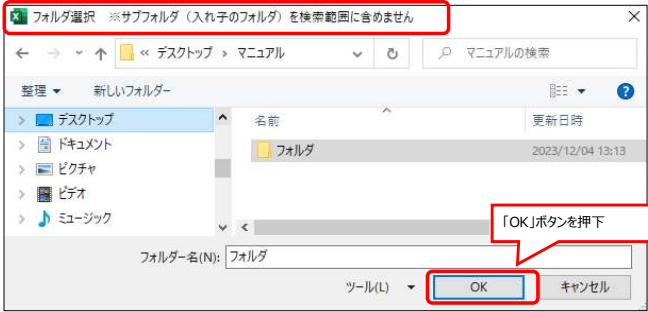 フォルダ選択　※サブフォルダ（入れ子のフォルダ）を検索範囲に含めません
« デスクトップ › マニュアル
マニュアルの検索
整理 新しいフォルダー
デスクトップ
ドキュメント
ピクチャ
ビデオ
ミュージック
名前 更新日時
フォルダ 2023/12/04 13:13
「OK」ボタンを押下
フォルダー名(N): フォルダ
ツール(L) OK キャンセル